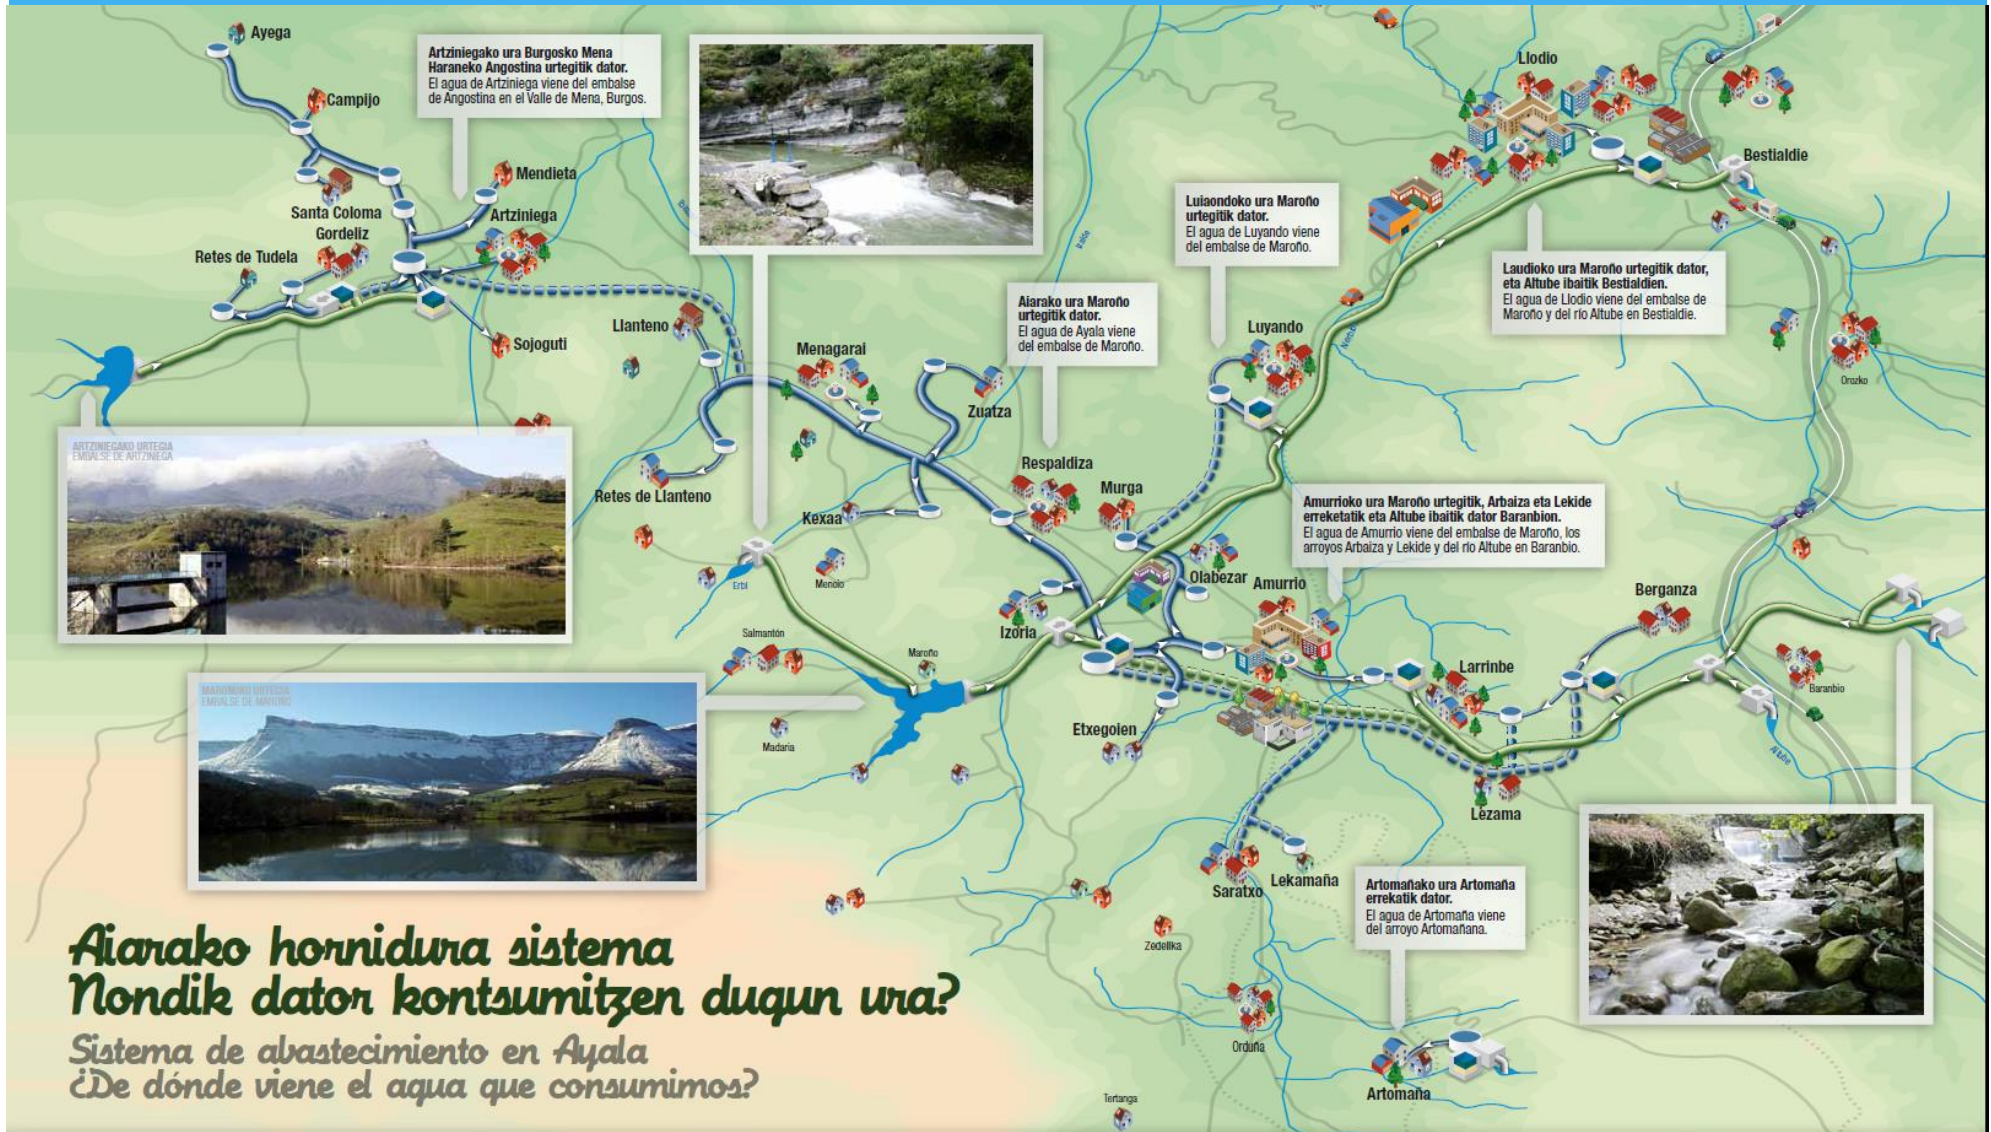 Ayega
Campijo
Artziniegako ura Burgosko Mena
Haraneko Angostina urtegitik dator.
El agua de Artziniega viene del embalse
de Angostina en el Valle de Mena, Burgos.
Llodio
Bestialdie
Mendieta
Santa Coloma
Gordeliz
Artziniega
Retes de Tudela
Luiaondoko ura Maroño
urtegitik dator.
El agua de Luyando viene
del embalse de Maroño.
Laudioko ura Maroño urtegitik dator,
eta Altube ibaitik Bestialdien.
El agua de Llodio viene del embalse de
Maroño y del río Altube en Bestialdie.
Aiarako ura Maroño
urtegitik dator.
El agua de Ayala viene
del embalse de Maroño.
Izalde
Llanteno
Sojoguti
Menagarai
Luyando
Orozko
Zuatza
ARTZINIEGAKO URTEGIA
EMBALSE DE ARTZINIEGA
Respaldiza
Murga
Retes de Llanteno
Kexaa
Amurrioko ura Maroño urtegitik, Arbaiza eta Lekide
erreketatik eta Altube ibaitik dator Baranbion.
El agua de Amurrio viene del embalse de Maroño, los
arroyos Arbaiza y Lekide y del río Altube en Baranbio.
Erbi
Menoio
Olabezar
Amurrio
Berganza
Izoria
Salmantón
Maroño
Larrinbe
Baranbio
MAROÑOKO URTEGIA
EMBALSE DE MAROÑO
Madaria
Etxegoien
Altube
Lezama
Saratxo
Lekamaña
Artomañako ura Artomaña
errekatik dator.
El agua de Artomaña viene
del arroyo Artomañana.
Zedelika
Aiarako hornidura sistema
Nondik dator kontsumitzen dugun ura?
Sistema de abastecimiento en Ayala
¿De dónde viene el agua que consumimos?
Orduña
Artomaña
Tertanga